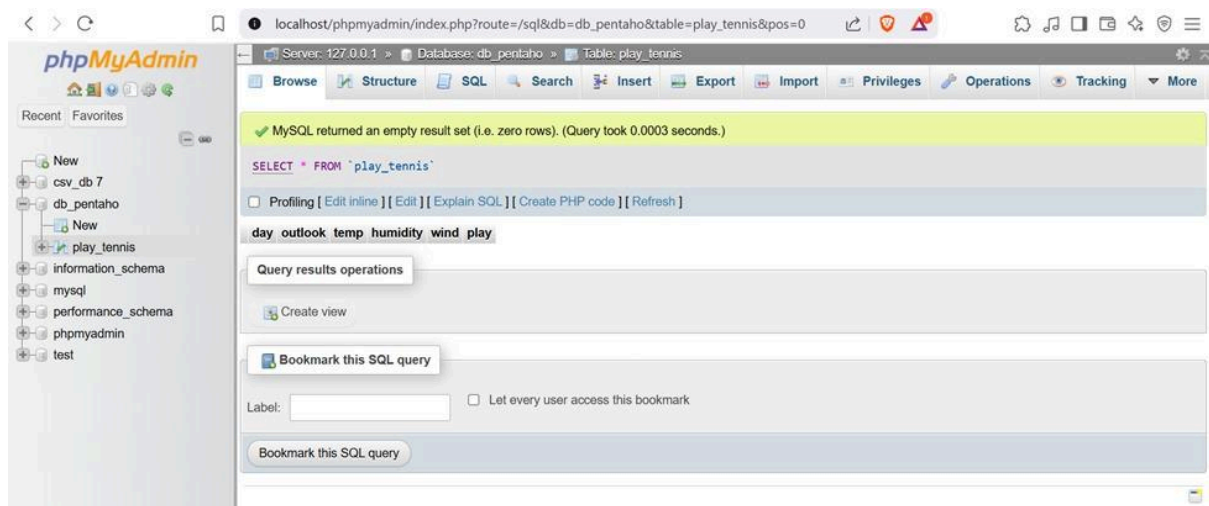 localhost/phpmyadmin/index.php?route=/sql&db=db_pentaho&table=play_tennis&pos=0
phpMyAdmin
Recent Favorites
New
csv_db 7
db_pentaho
New
play_tennis
information_schema
mysql
performance_schema
phpmyadmin
test
Server: 127.0.0.1 » Database: db_pentaho » Table: play_tennis
Browse Structure SQL Search Insert Export Import Privileges Operations Tracking More
MySQL returned an empty result set (i.e. zero rows). (Query took 0.0003 seconds.)
SELECT * FROM `play_tennis`
Profiling [ Edit inline ] [ Edit ] [ Explain SQL ] [ Create PHP code ] [ Refresh ]
day outlook temp humidity wind play
Query results operations
Create view
Bookmark this SQL query
Label: Let every user access this bookmark
Bookmark this SQL query